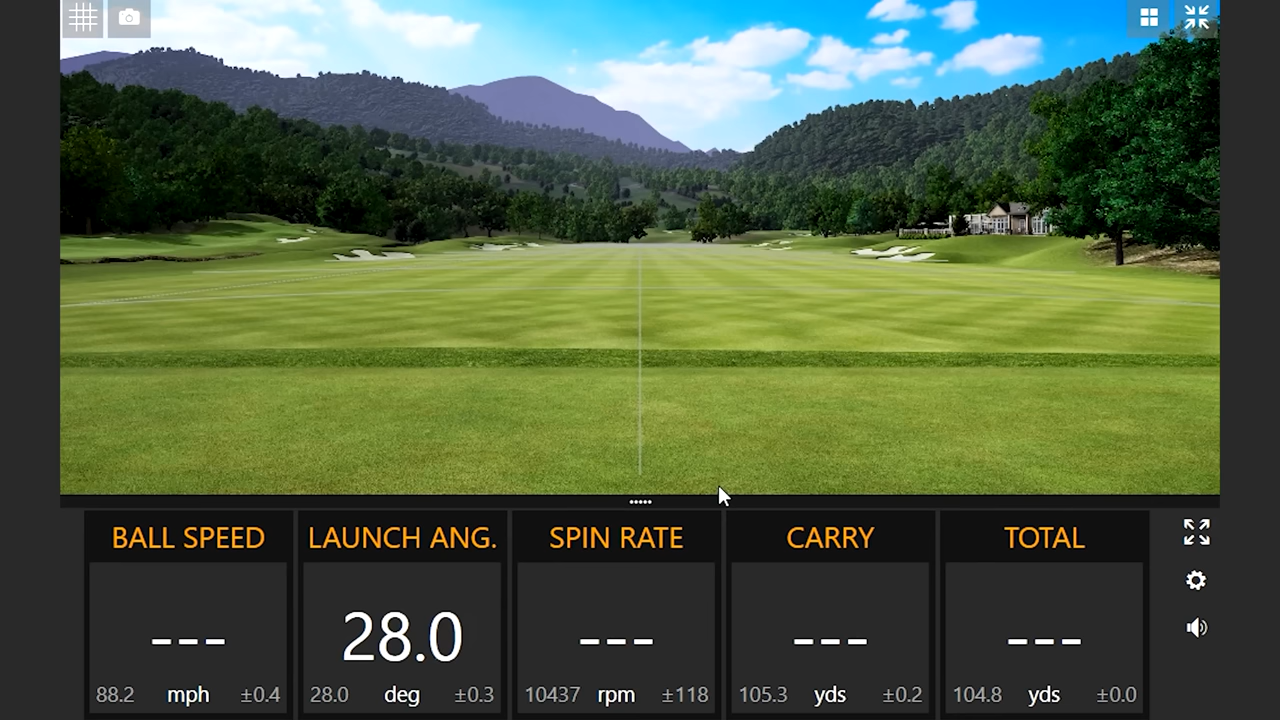 BALL SPEED LAUNCH ANG. SPIN RATE CARRY TOTAL
--- 28.0 --- --- ---
88.2 mph ±0.4 28.0 deg ±0.3 10437 rpm ±118 105.3 yds ±0.2 104.8 yds ±0.0